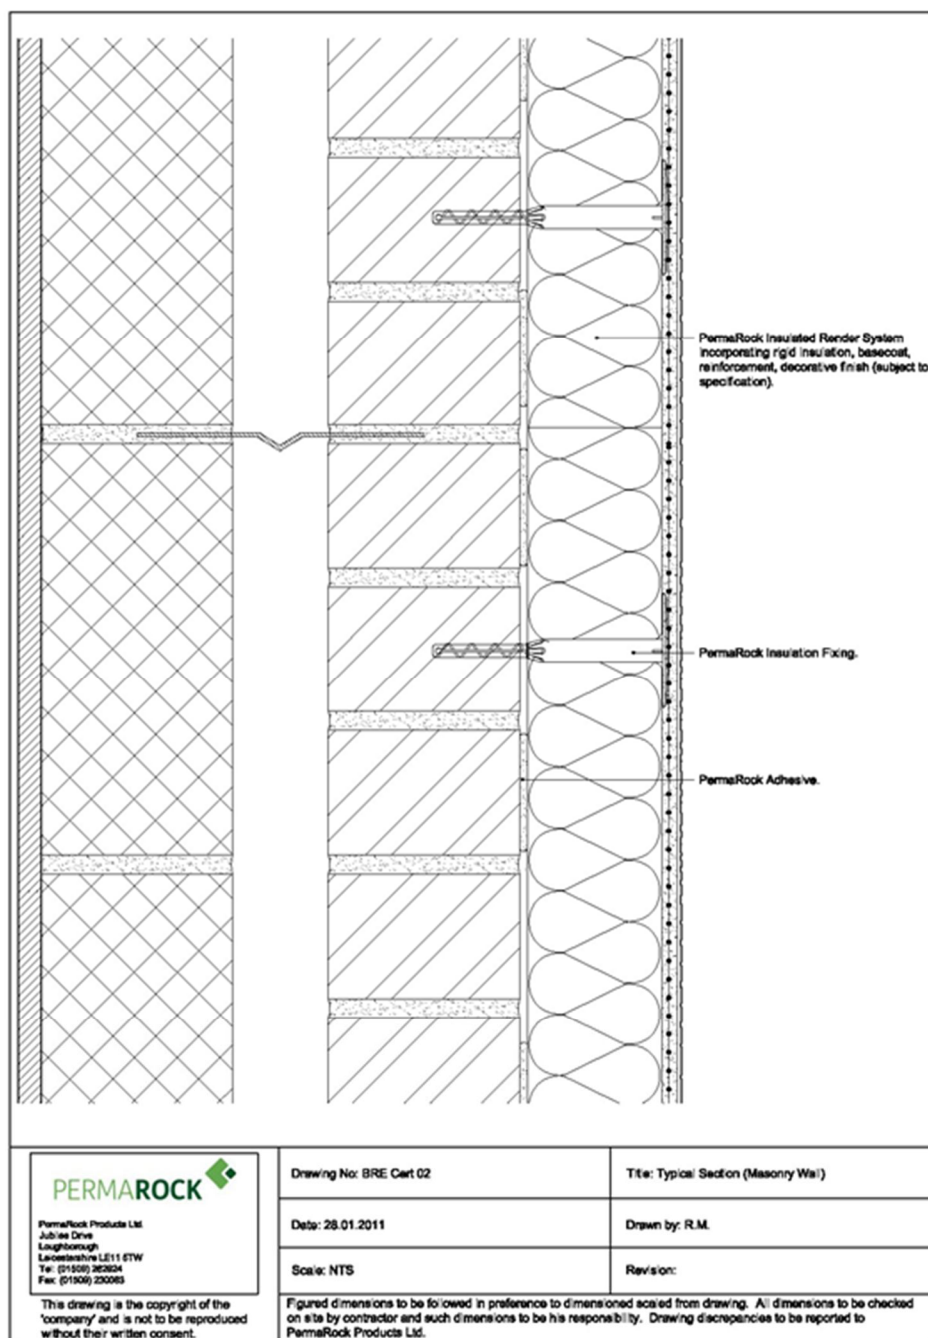 PermaRock Insulated Render System
incorporating rigid insulation, basecoat,
reinforcement, decorative finish (subject to
specification).
PermaRock Insulation Fixing.
PermaRock Adhesive.
PERMAROCK
PermaRock Products Ltd.
Jubilee Drive
Loughborough
Leicestershire LE11 5TW
Tel: (01509) 262924
Fax: (01509) 230063
This drawing is the copyright of the
'company' and is not to be reproduced
without their written consent.
Drawing No: BRE Cert 02
Title: Typical Section (Masonry Wall)
Date: 28.01.2011
Drawn by: R.M.
Scale: NTS
Revision:
Figured dimensions to be followed in preference to dimensioned scaled from drawing. All dimensions to be checked
on site by contractor and such dimensions to be his responsibility. Drawing discrepancies to be reported to
PermaRock Products Ltd.